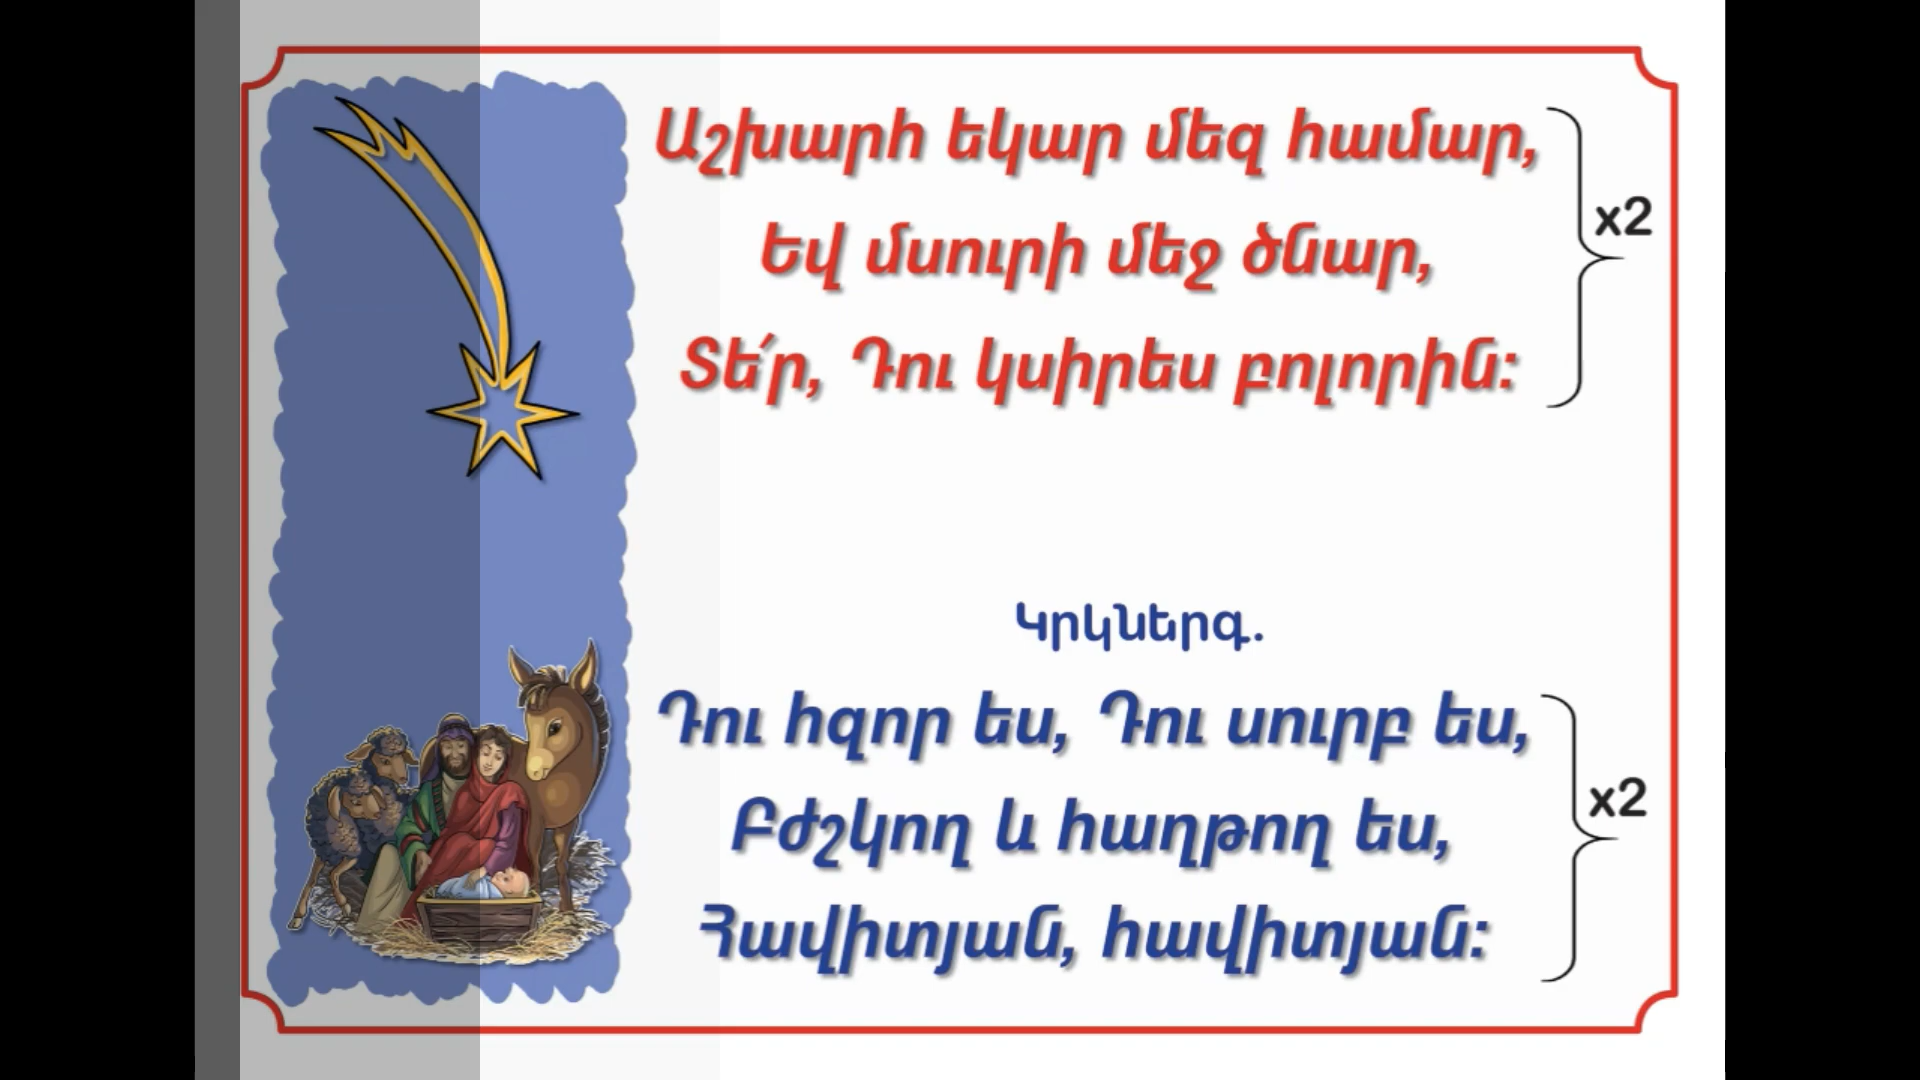 Աշխարհ եկար մեզ համար,
Եվ մսուրի մեջ ծնար,
x2
Տե՛ր, Դու կսիրես բոլորին:
Կրկներգ.
Դու հզոր ես, Դու սուրբ ես,
Բժշկող և հաղթող ես,
x2
Հավիտյան, հավիտյան: